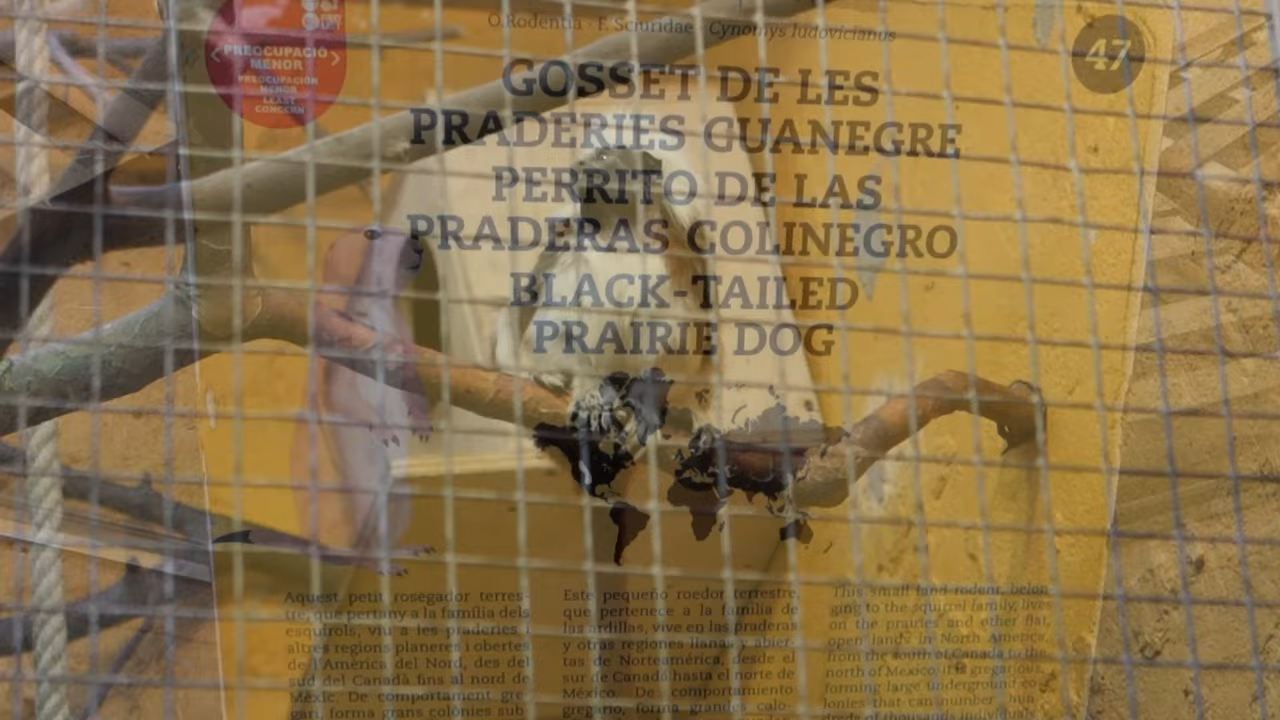 O. Rodentia · F. Sciuridae Cynomys ludovicianus
47
PREOCUPACIÓ
MENOR
PREOCUPACIÓN
MENOR
LEAST
CONCERN
GOSSET DE LES
PRADERIES GUANEGRE
PERRITO DE LAS
PRADERAS COLINEGRO
BLACK-TAILED
PRAIRIE DOG
Aquest petit rosegador terres-
tre, que pertany a la família dels
esquirols, viu a les praderies i
altres regions planeres i obertes
de l'Amèrica del Nord, des del
sud del Canadà fins al nord de
Mèxic. De comportament gre-
gari, forma grans colònies sub-
Este pequeño roedor terrestre,
que pertenece a la familia de
las ardillas, vive en las praderas
y otras regiones llanas y abier-
tas de Norteamérica, desde el
sur de Canadá hasta el norte de
México. De comportamiento
gregario, forma grandes colo-
This small land rodent, belon
ging to the squirrel family, lives
on the prairies and other flat,
open lands in North America,
from the south of Canada to the
north of Mexico. It is gregarious,
forming large underground co-
lonies that can number hun-
dreds of thousands individuals